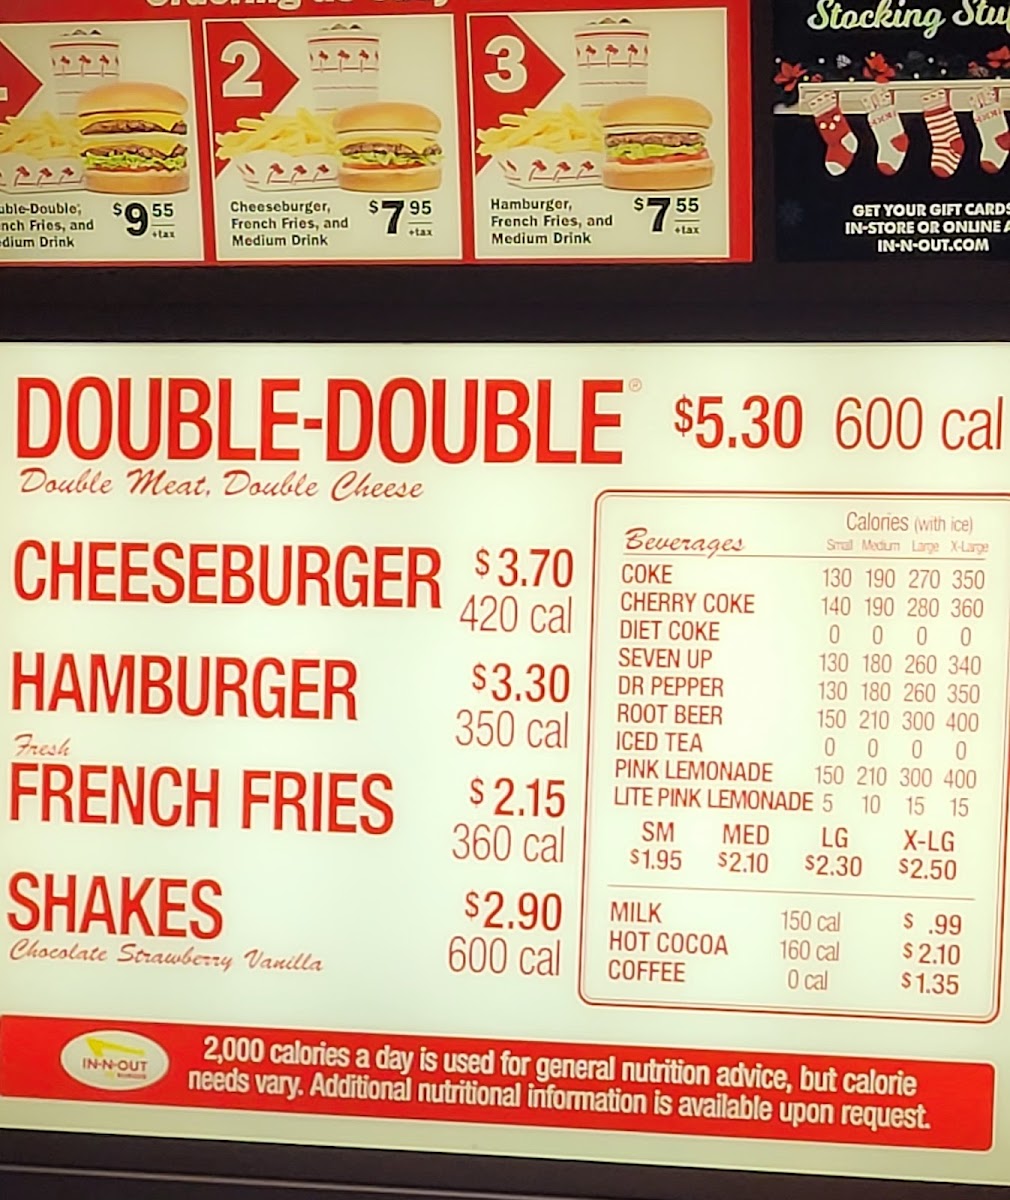 Stocking
2
3
uble-Double,
nch Fries, and
dium Drink
$9 55
+tax
Cheeseburger,
French Fries, and
Medium Drink
$7 95
+tax
Hamburger,
French Fries, and
Medium Drink
$7 55
+tax
GET YOUR GIFT CARDS
IN-STORE OR ONLINE
IN-N-OUT.COM
DOUBLE-DOUBLE® $5.30 600 cal
Double Meat, Double Cheese
CHEESEBURGER $3.70
420 cal
HAMBURGER $3.30
350 cal
Fresh
FRENCH FRIES $2.15
360 cal
SHAKES $2.90
Chocolate Strawberry Vanilla 600 cal
Calories (with ice)
Beverages Small Medium Large X-Large
COKE 130 190 270 350
CHERRY COKE 140 190 280 360
DIET COKE 0 0 0 0
SEVEN UP 130 180 260 340
DR PEPPER 130 180 260 350
ROOT BEER 150 210 300 400
ICED TEA 0 0 0 0
PINK LEMONADE 150 210 300 400
LITE PINK LEMONADE 5 10 15 15
SM MED LG X-LG
$1.95 $2.10 $2.30 $2.50
MILK 150 cal $ .99
HOT COCOA 160 cal $2.10
COFFEE 0 cal $1.35
IN-N-OUT
BURGER
2,000 calories a day is used for general nutrition advice, but calorie
needs vary. Additional nutritional information is available upon request.